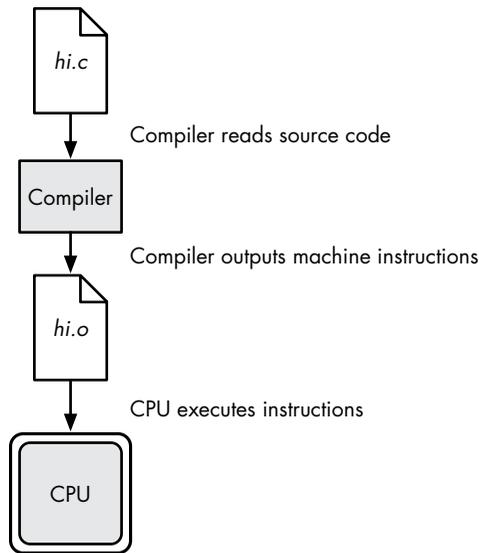 hi.c
Compiler reads source code
Compiler
Compiler outputs machine instructions
hi.o
CPU executes instructions
CPU